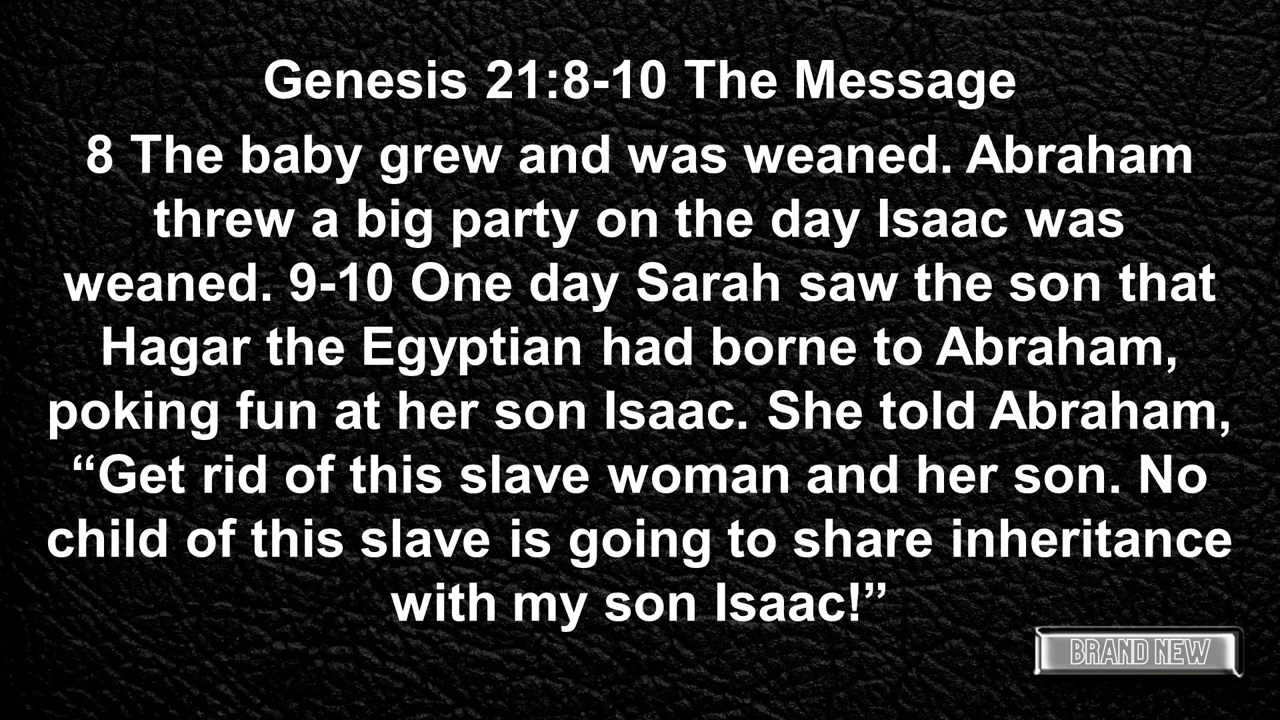 Genesis 21:8-10 The Message
8 The baby grew and was weaned. Abraham
threw a big party on the day Isaac was
weaned. 9-10 One day Sarah saw the son that
Hagar the Egyptian had borne to Abraham,
poking fun at her son Isaac. She told Abraham,
“Get rid of this slave woman and her son. No
child of this slave is going to share inheritance
with my son Isaac!”
BRAND NEW